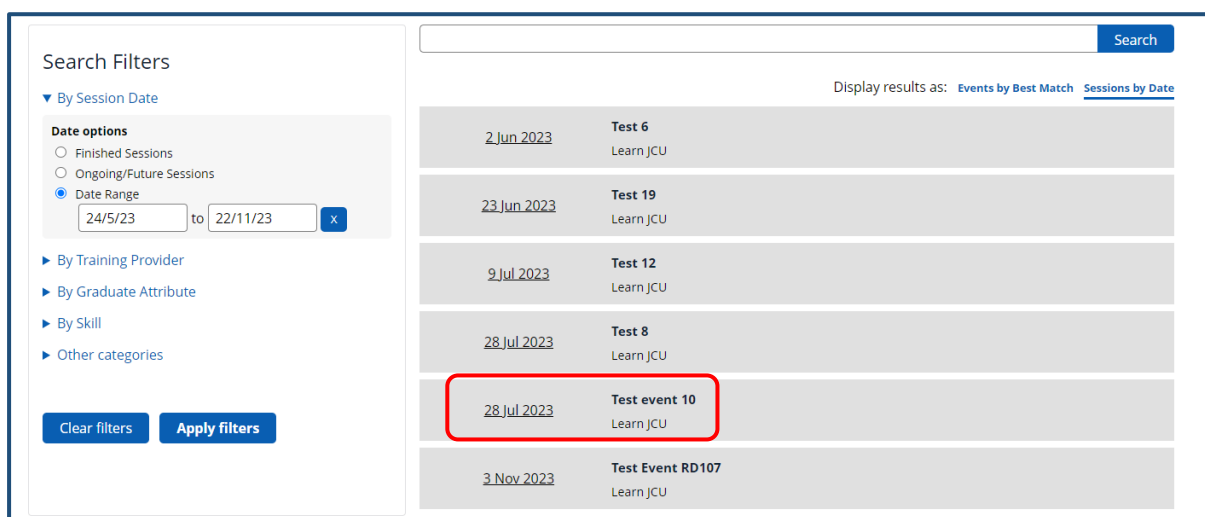 Search Filters
▼ By Session Date
Date options
Finished Sessions
Ongoing/Future Sessions
Date Range
24/5/23 to 22/11/23 X
► By Training Provider
► By Graduate Attribute
► By Skill
► Other categories
Clear filters Apply filters
Search
Display results as: Events by Best Match Sessions by Date
2 Jun 2023 Test 6
Learn JCU
23 Jun 2023 Test 19
Learn JCU
9 Jul 2023 Test 12
Learn JCU
28 Jul 2023 Test 8
Learn JCU
28 Jul 2023 Test event 10
Learn JCU
3 Nov 2023 Test Event RD107
Learn JCU